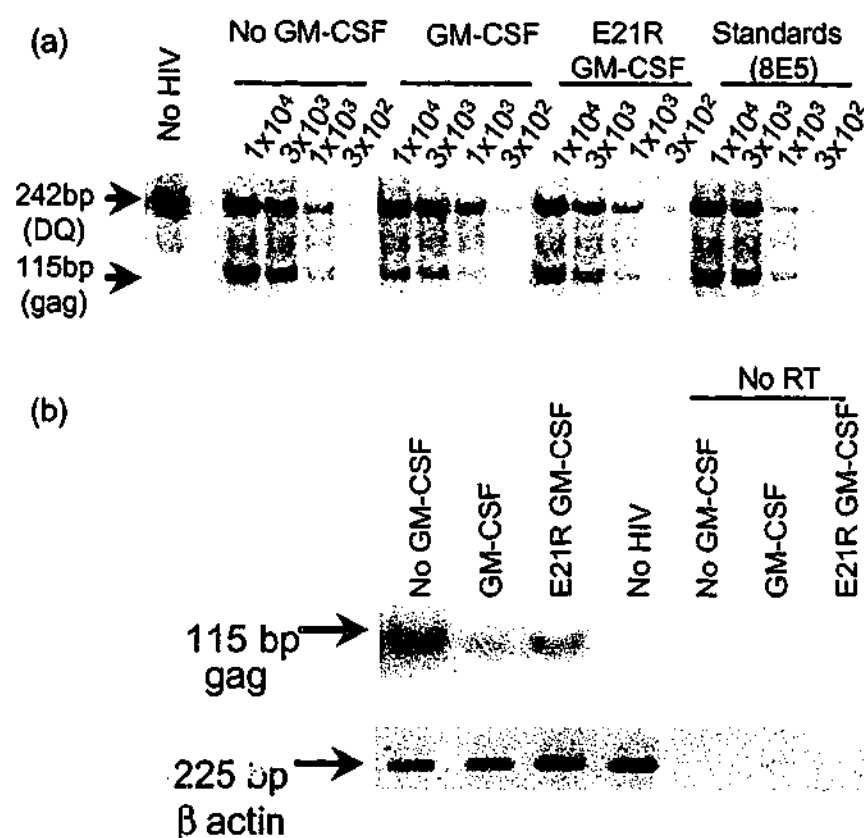 (a)
No HIV
No GM-CSF
GM-CSF
E21R
GM-CSF
Standards
(8E5)
1x10⁴ 3x10³ 1x10³ 3x10²
1x10⁴ 3x10³ 1x10³ 3x10²
1x10⁴ 3x10³ 1x10³ 3x10²
1x10⁴ 3x10³ 1x10³ 3x10²
242bp
(DQ)
115bp
(gag)
(b)
No RT
No GM-CSF
GM-CSF
E21R GM-CSF
No HIV
No GM-CSF
GM-CSF
E21R GM-CSF
115 bp
gag
225 bp
β actin